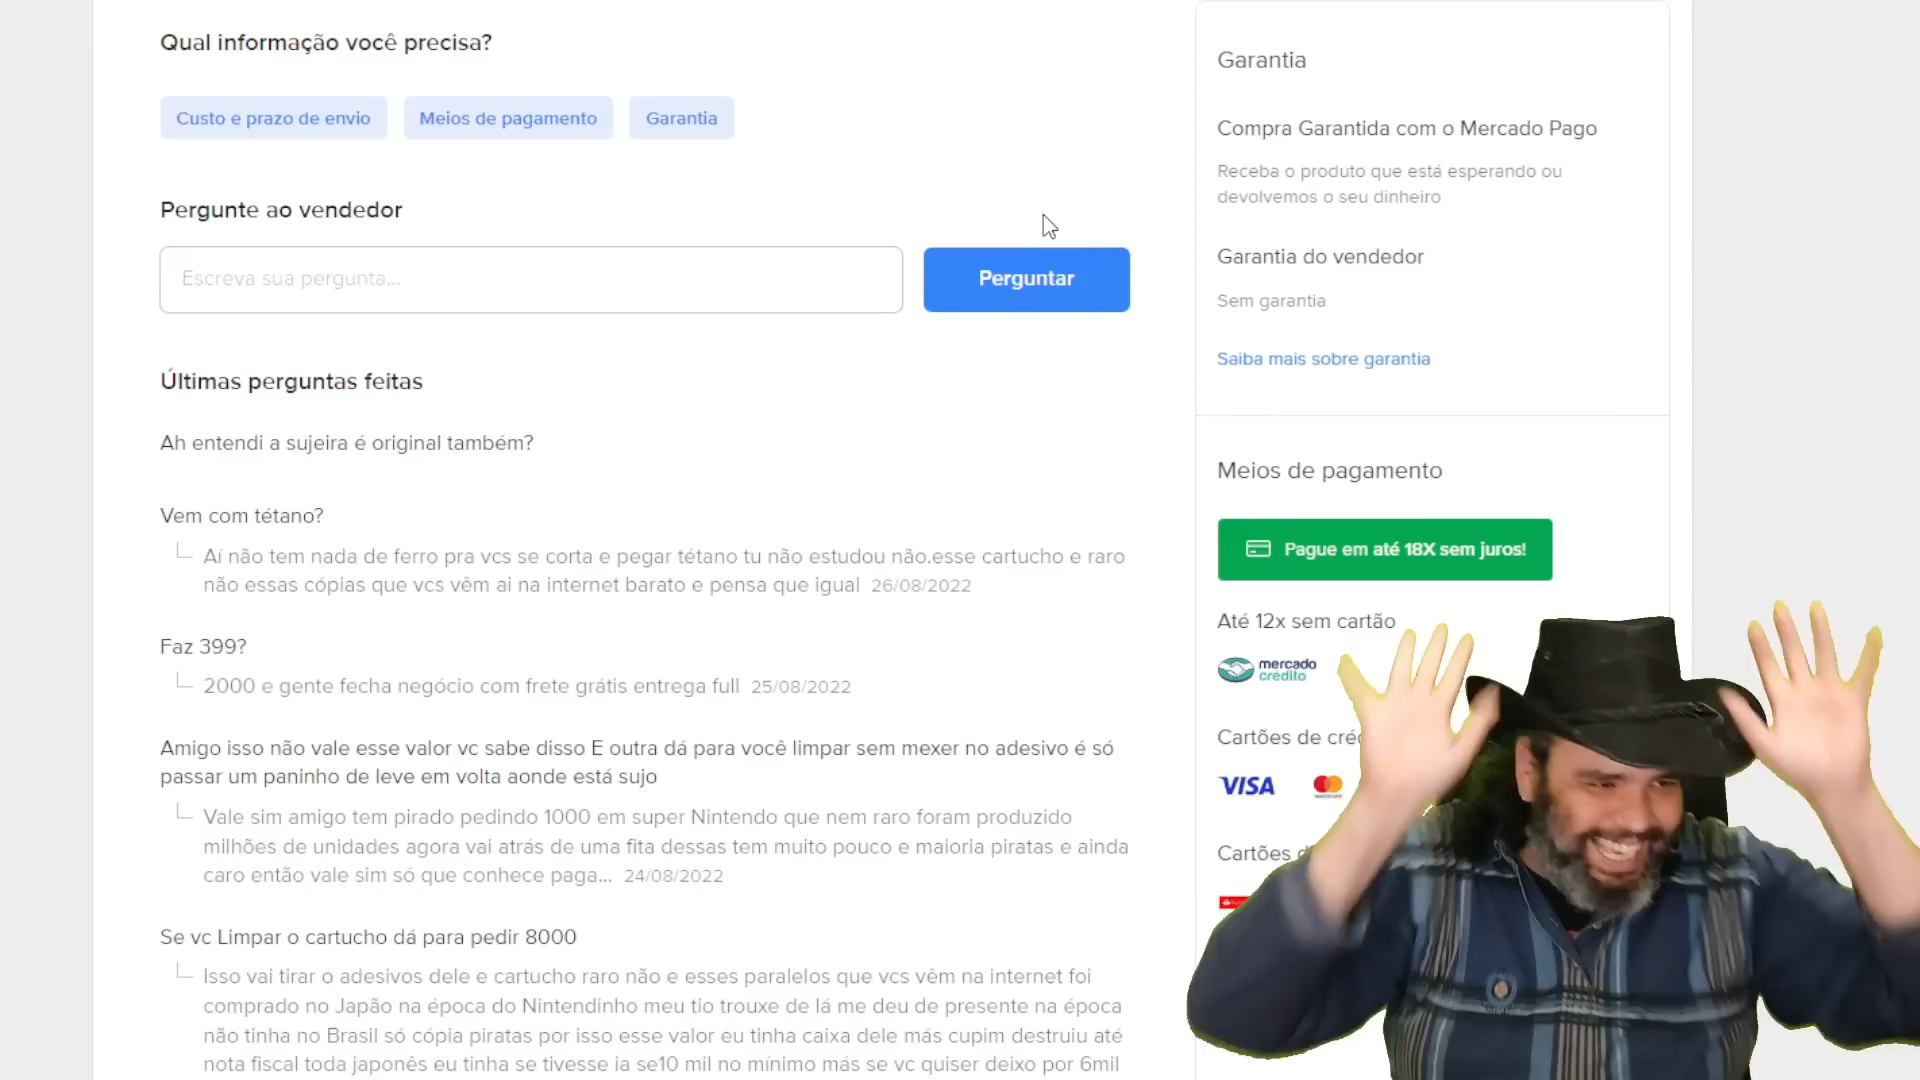 Qual informação você precisa?
Custo e prazo de envio
Meios de pagamento
Garantia
Pergunte ao vendedor
Escreva sua pergunta...
Perguntar
Últimas perguntas feitas
Ah entendi a sujeira é original também?
Vem com tétano?
Aí não tem nada de ferro pra vcs se corta e pegar tétano tu não estudou não.esse cartucho e raro
não essas cópias que vcs vêm ai na internet barato e pensa que igual 26/08/2022
Faz 399?
2000 e gente fecha negócio com frete grátis entrega full 25/08/2022
Amigo isso não vale esse valor vc sabe disso E outra dá para você limpar sem mexer no adesivo é só
passar um paninho de leve em volta aonde está sujo
Vale sim amigo tem pirado pedindo 1000 em super Nintendo que nem raro foram produzido
milhões de unidades agora vai atrás de uma fita dessas tem muito pouco e maioria piratas e ainda
caro então vale sim só que conhece paga... 24/08/2022
Se vc Limpar o cartucho dá para pedir 8000
Isso vai tirar o adesivos dele e cartucho raro não e esses paralelos que vcs vêm na internet foi
comprado no Japão na época do Nintendinho meu tio trouxe de lá me deu de presente na época
não tinha no Brasil só cópia piratas por isso esse valor eu tinha caixa dele más cupim destruiu até
nota fiscal toda japonês eu tinha se tivesse ia se10 mil no mínimo más se vc quiser deixo por 6mil
Garantia
Compra Garantida com o Mercado Pago
Receba o produto que está esperando ou
devolvemos o seu dinheiro
Garantia do vendedor
Sem garantia
Saiba mais sobre garantia
Meios de pagamento
Pague em até 18X sem juros!
Até 12x sem cartão
mercado
crédito
Cartões de cré
VISA
Cartões